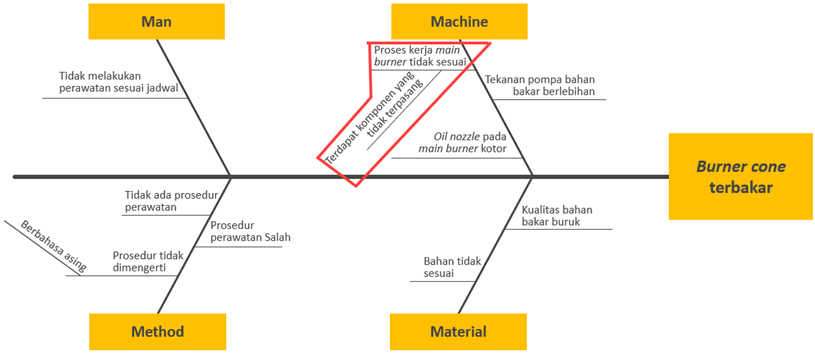 Man
Machine
Proses kerja main
burner tidak sesuai
Tidak melakukan
perawatan sesuai jadwal
Tekanan pompa bahan
bakar berlebihan
Terdapat komponen yang
tidak terpasang
Oil nozzle pada
main burner kotor
Burner cone
terbakar
Tidak ada prosedur
perawatan
Prosedur
perawatan Salah
Berbahasa asing
Prosedur tidak
dimengerti
Kualitas bahan
bakar buruk
Bahan tidak
sesuai
Method
Material